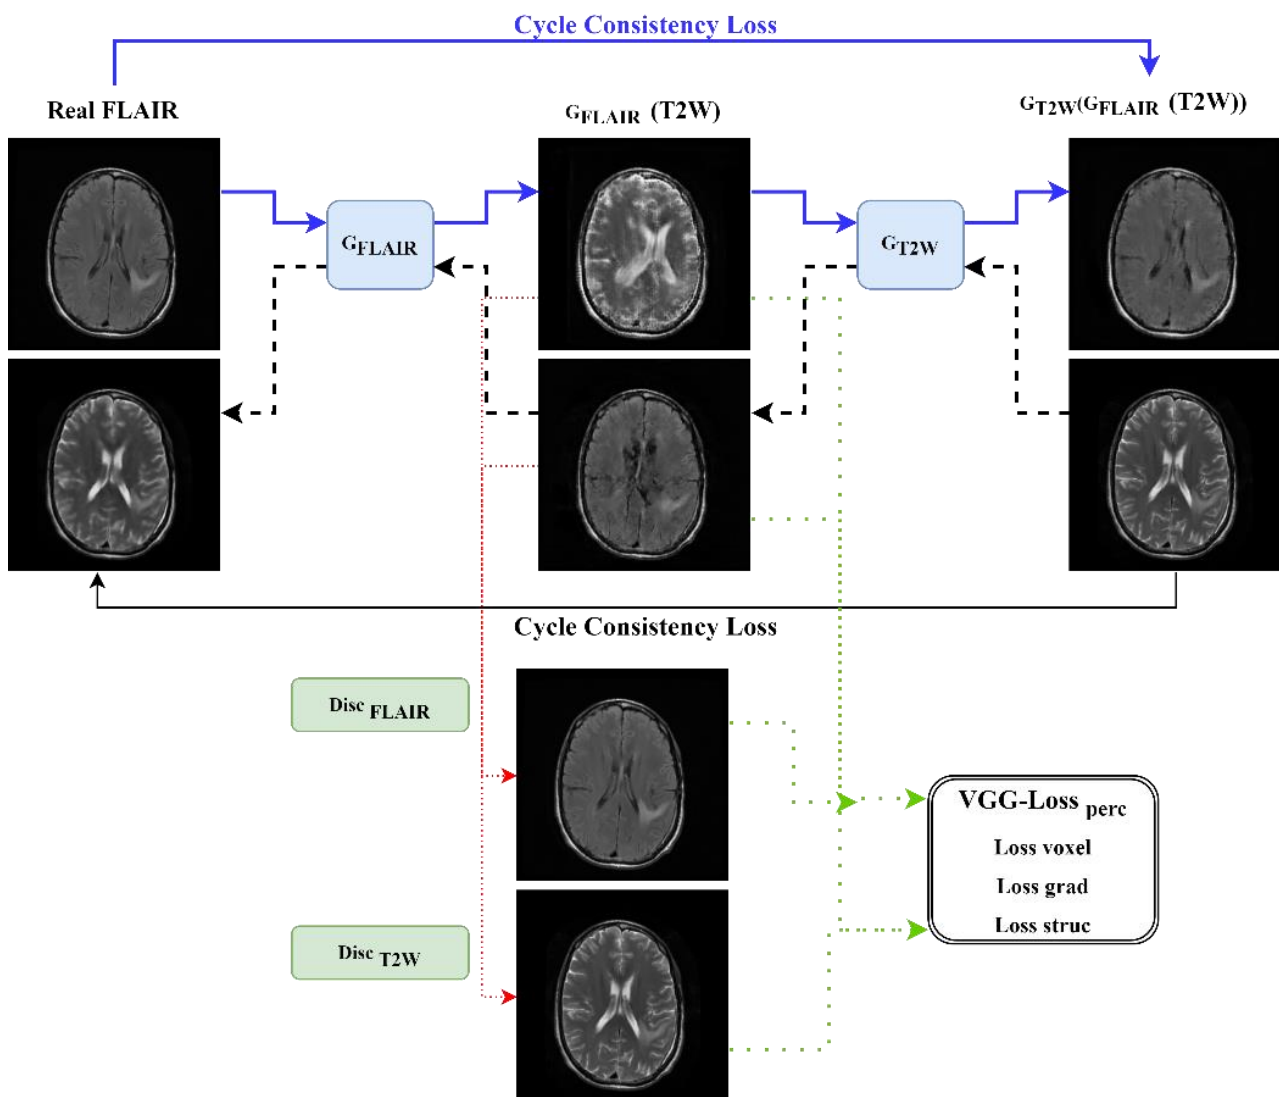 Cycle Consistency Loss
Real FLAIR
GFLAIR (T2W)
GT2W(GFLAIR (T2W))
GFLAIR
GT2W
Cycle Consistency Loss
Disc FLAIR
VGG-Loss perc
Loss voxel
Loss grad
Loss struc
Disc T2W